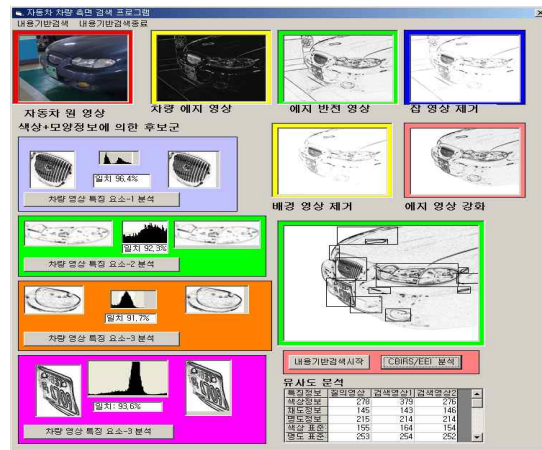 자동차 차량 측면 검색 프로그램
내용기반검색 내용기반검색종료
자동차 원 영상
차량 에지 영상
에지 반전 영상
잡 영상 제거
색상+모양정보에 의한 후보군
일치 96,4%
차량 영상 특징 요소-1 분석
배경 영상 제거
에지 영상 강화
일치 92,3%
차량 영상 특징 요소-2 분석
일치 91,7%
차량 영상 특징 요소-3 분석
일치: 93,6%
차량 영상 특징 요소-3 분석
내용기반검색시작
CBIRS/EEI 분석
유사도 분석
특징정보 질의영상 검색영상1 검색영상2
색상정보 278 379 276
채도정보 145 143 146
명도정보 215 214 214
색상 표준 155 164 154
명도 표준 253 254 252